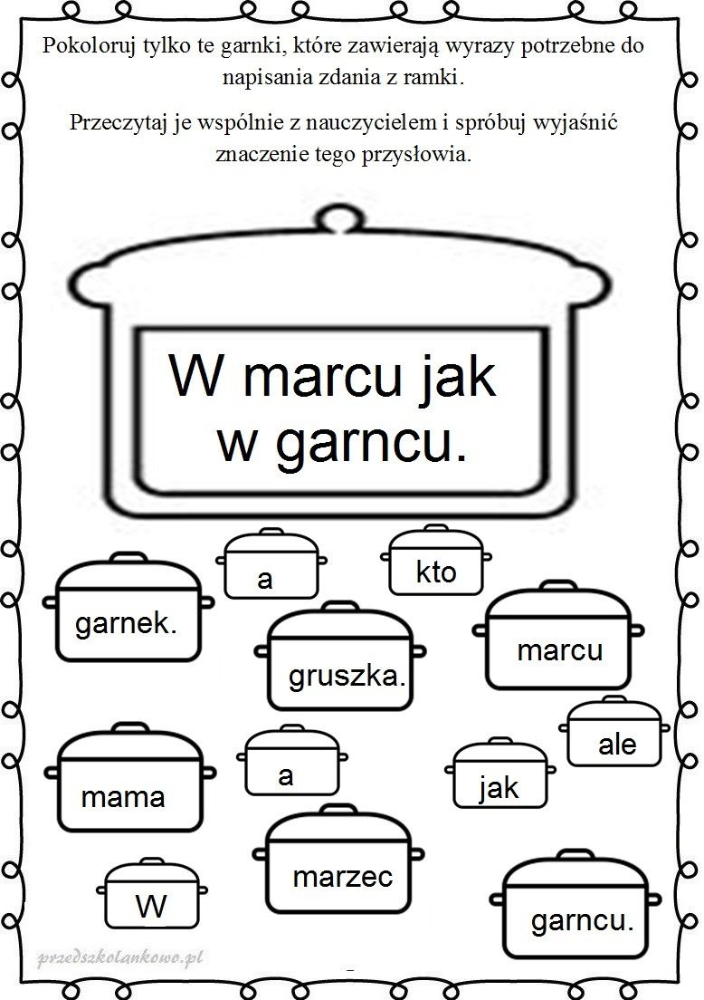 Pokoloruj tylko te garnki, które zawierają wyrazy potrzebne do
napisania zdania z ramki.
Przeczytaj je wspólnie z nauczycielem i spróbuj wyjaśnić
znaczenie tego przysłowia.
W marcu jak
w garncu.
a
kto
garnek.
marcu
gruszka.
ale
a
jak
mama
marzec
W
garncu.
przedszkolankowo.pl